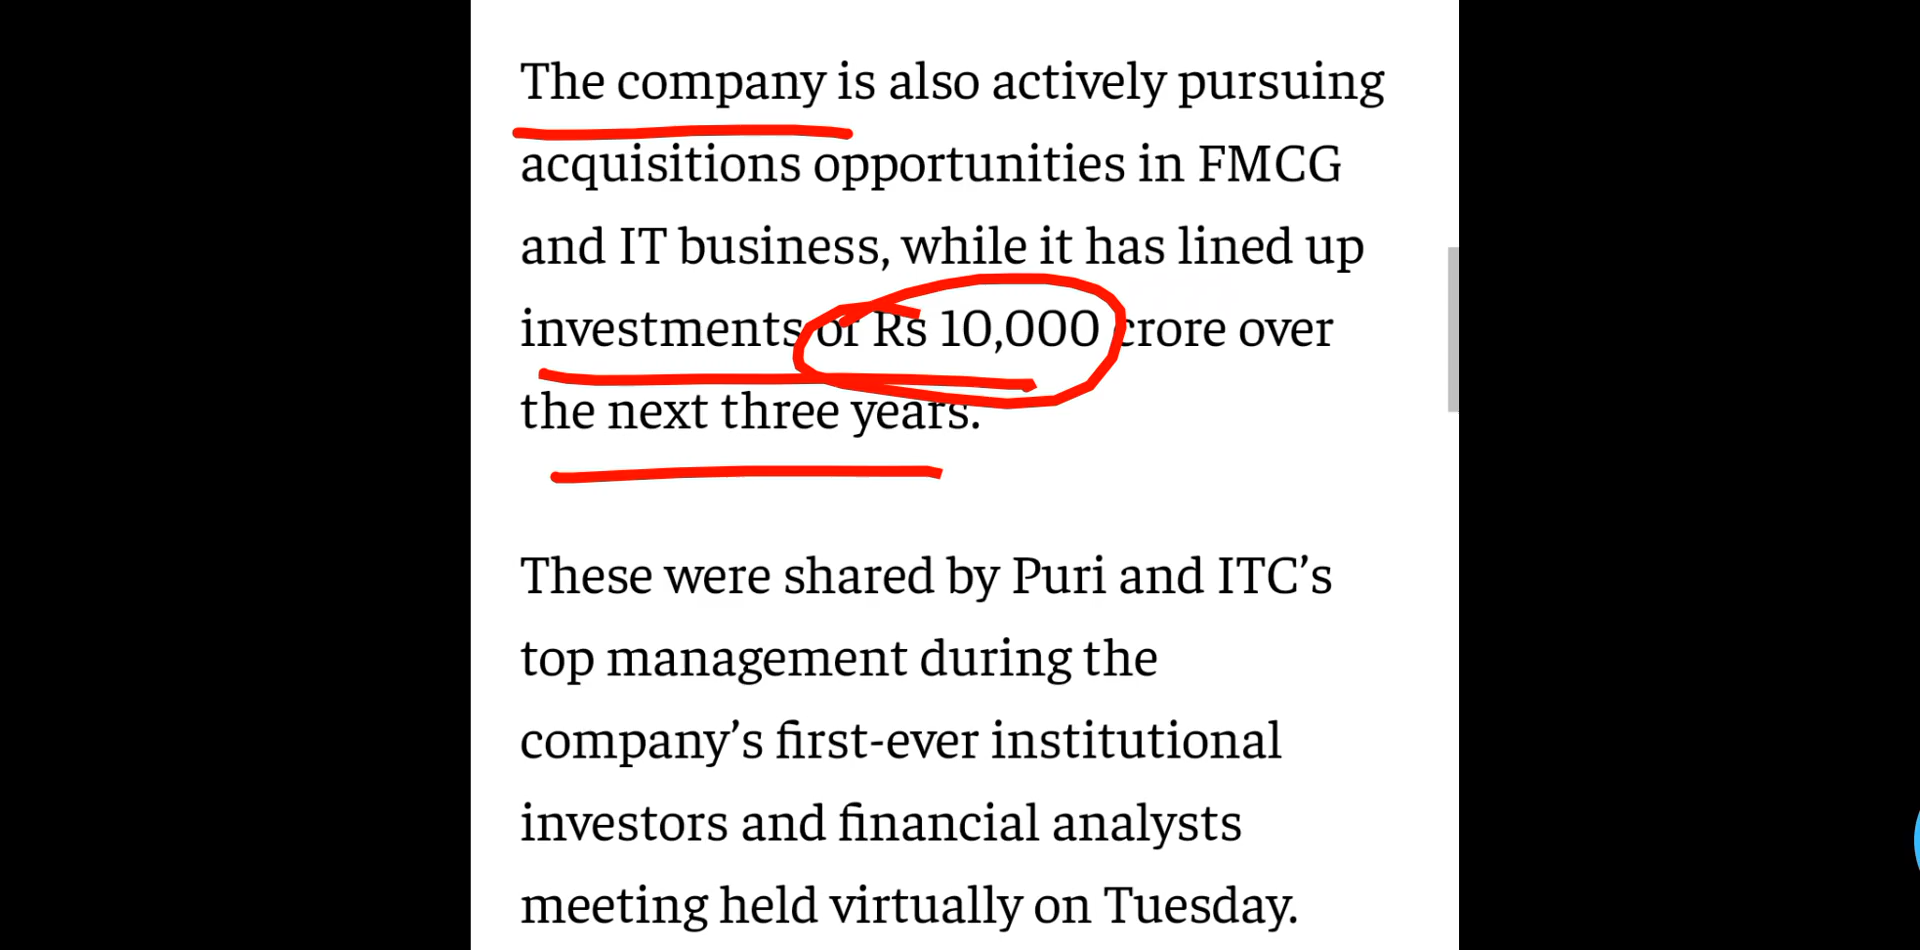 The company is also actively pursuing
acquisitions opportunities in FMCG
and IT business, while it has lined up
investments of Rs 10,000 crore over
the next three years.
These were shared by Puri and ITC’s
top management during the
company’s first-ever institutional
investors and financial analysts
meeting held virtually on Tuesday.